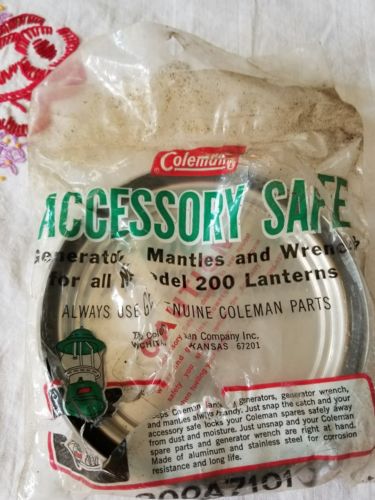 Coleman
ACCESSORY SAFE
Generator, Mantles and Wrench
for all Model 200 Lanterns
ALWAYS USE GENUINE COLEMAN PARTS
The Coleman Company Inc.
WICHITA, KANSAS 67201
CAUTION
Keeps Coleman generators, generator wrench,
and mantles always handy. Just snap the catch and your
accessory safe locks your Coleman spares safely away
from dust and moisture. Just unsnap and your
spare parts and generator wrench are right at hand.
Made of aluminum and stainless steel for corrosion
resistance and long life.
200A7101